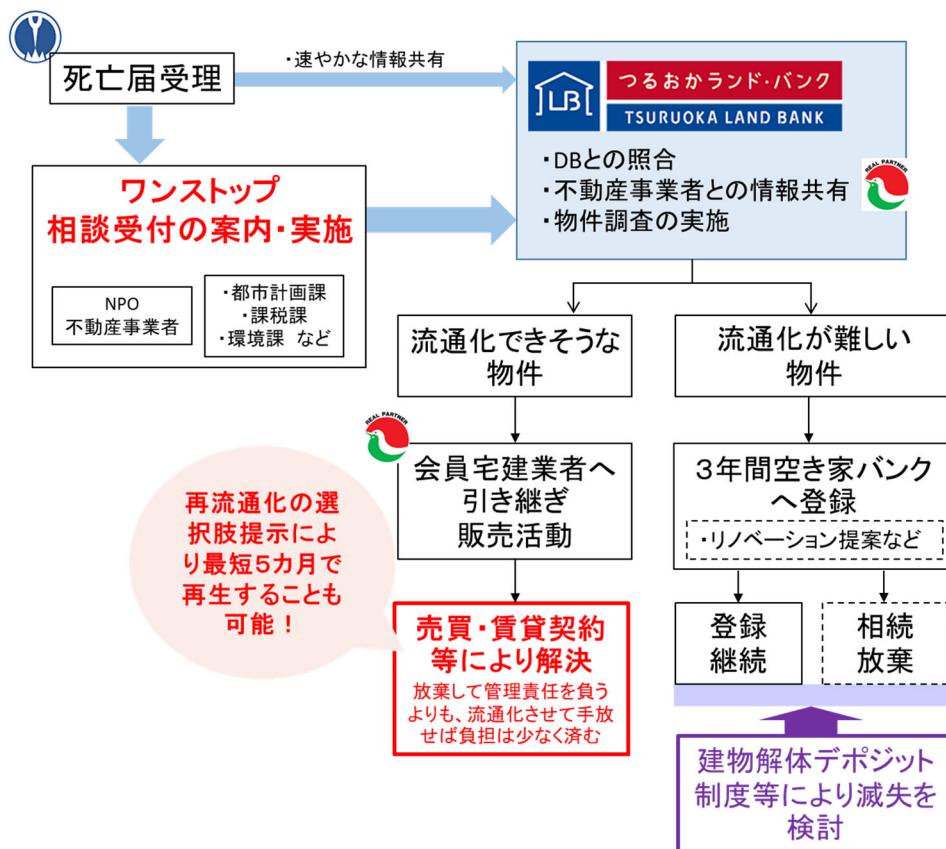 死亡届受理
・速やかな情報共有
つるおかランド・バンク
TSURUOKA LAND BANK
・DBとの照合
・不動産事業者との情報共有
・物件調査の実施
REAL PARTNER
ワンストップ
相談受付の案内・実施
NPO
不動産事業者
・都市計画課
・課税課
・環境課 など
流通化できそうな
物件
流通化が難しい
物件
REAL PARTNER
会員宅建業者へ
引き継ぎ
販売活動
3年間空き家バンク
へ登録
・リノベーション提案など
再流通化の選
択肢提示によ
り最短5カ月で
再生することも
可能!
売買・賃貸契約
等により解決
放棄して管理責任を負う
よりも、流通化させて手放
せば負担は少なく済む
登録
継続
相続
放棄
建物解体デポジット
制度等により滅失を
検討